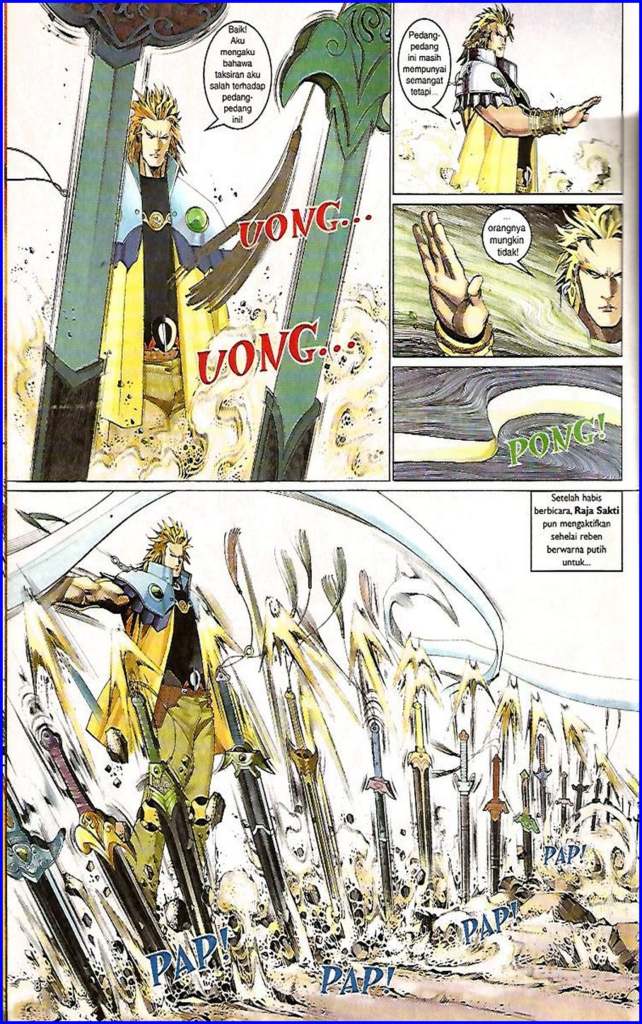 Baik!
Aku
mengaku
bahawa
taksiran aku
salah terhadap
pedang-
pedang
ini!
UONG...
UONG...
Pedang-
pedang
ini masih
mempunyai
semangat
tetapi...
...
orangnya
mungkin
tidak!
PONG!
Setelah habis
berbicara, Raja Sakti
pun mengaktifkan
sehelai reben
berwarna putih
untuk...
PAP!
PAP!
PAP!
PAP!